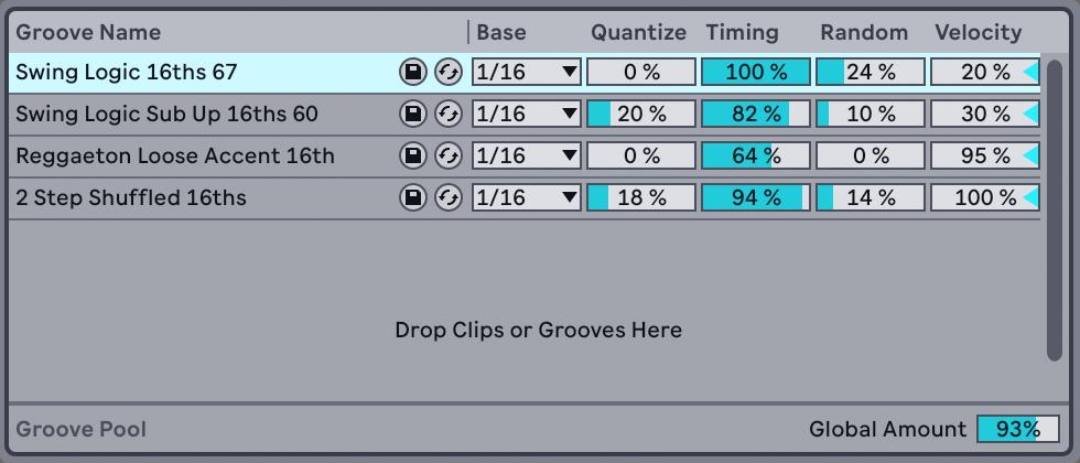 Groove Name Base Quantize Timing Random Velocity
Swing Logic 16ths 67 1/16 0 % 100 % 24 % 20 %
Swing Logic Sub Up 16ths 60 1/16 20 % 82 % 10 % 30 %
Reggaeton Loose Accent 16th 1/16 0 % 64 % 0 % 95 %
2 Step Shuffled 16ths 1/16 18 % 94 % 14 % 100 %
Drop Clips or Grooves Here
Groove Pool Global Amount 93%